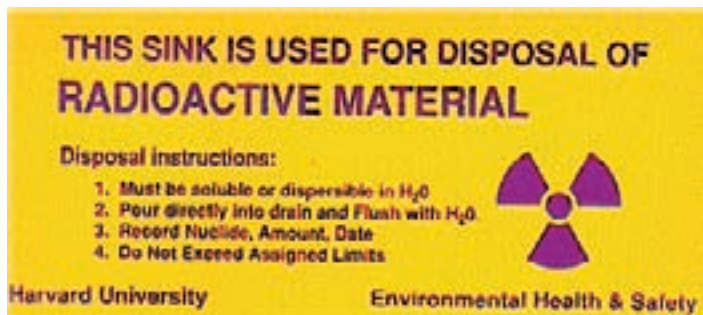 THIS SINK IS USED FOR DISPOSAL OF
RADIOACTIVE MATERIAL
Disposal instructions:
1. Must be soluble or dispersible in H₂0
2. Pour directly into drain and Flush with H₂0
3. Record Nuclide, Amount, Date
4. Do Not Exceed Assigned Limits
Harvard University
Environmental Health & Safety